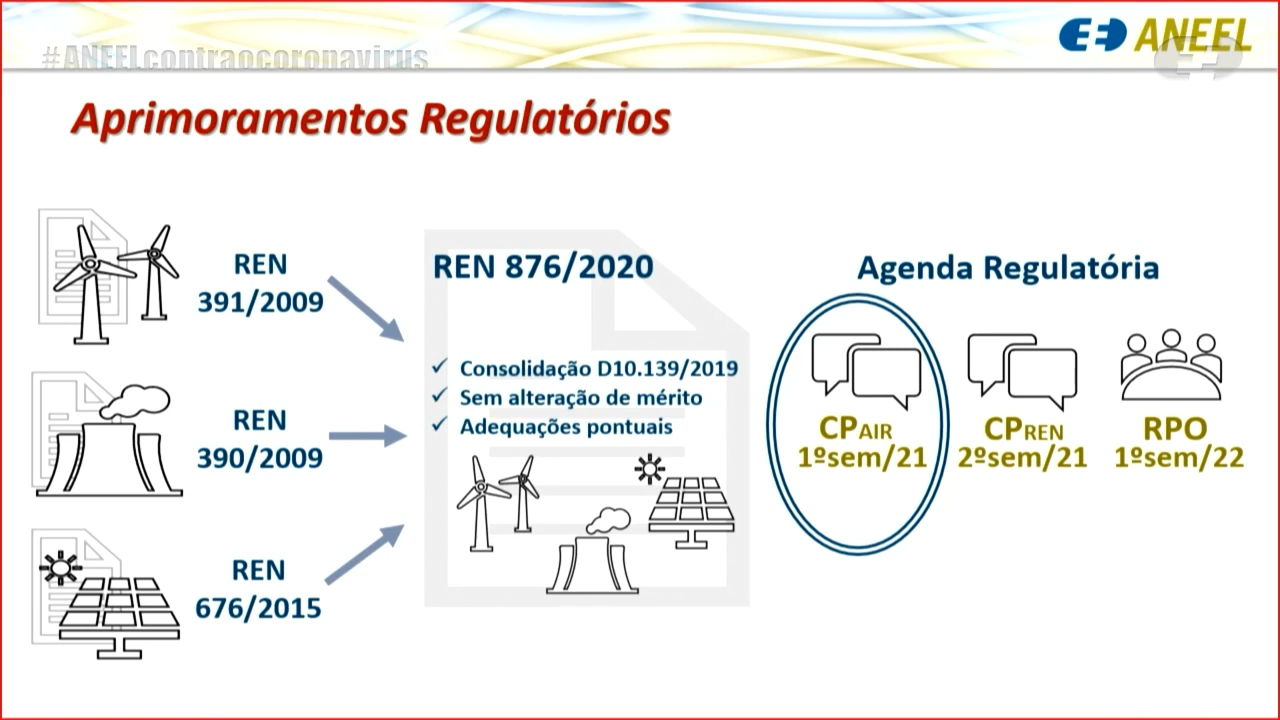 #ANEELcontraocoronavirus
ANEEL
Aprimoramentos Regulatórios
REN
391/2009
REN
390/2009
REN
676/2015
REN 876/2020
✓ Consolidação D10.139/2019
✓ Sem alteração de mérito
✓ Adequações pontuais
Agenda Regulatória
CPAIR
1ºsem/21
CPREN
2ºsem/21
RPO
1ºsem/22